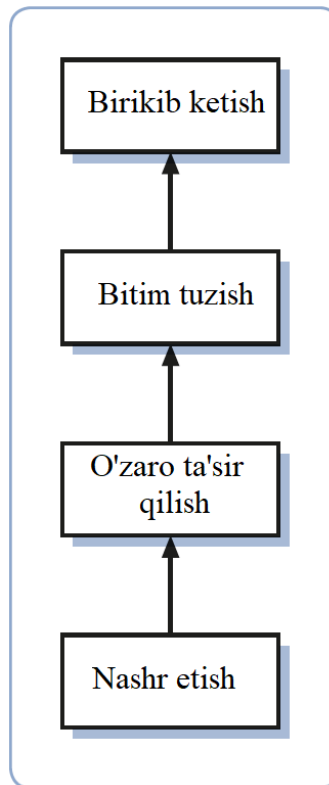 Birikib ketish
Bitim tuzish
O'zaro ta'sir
qilish
Nashr etish